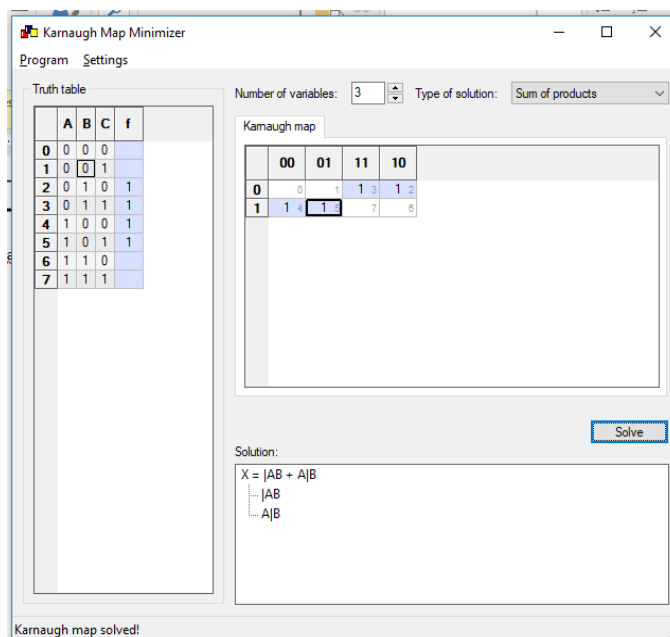 Karnaugh Map Minimizer
Program Settings
Truth table
A B C f
0 0 0 0
1 0 0 1
2 0 1 0 1
3 0 1 1 1
4 1 0 0 1
5 1 0 1 1
6 1 1 0
7 1 1 1
Number of variables: 3 Type of solution: Sum of products
Karnaugh map
00 01 11 10
0 0 1 1 3 1 2
1 1 4 1 5 7 6
Solve
Solution:
X = |AB + A|B
|AB
A|B
Karnaugh map solved!